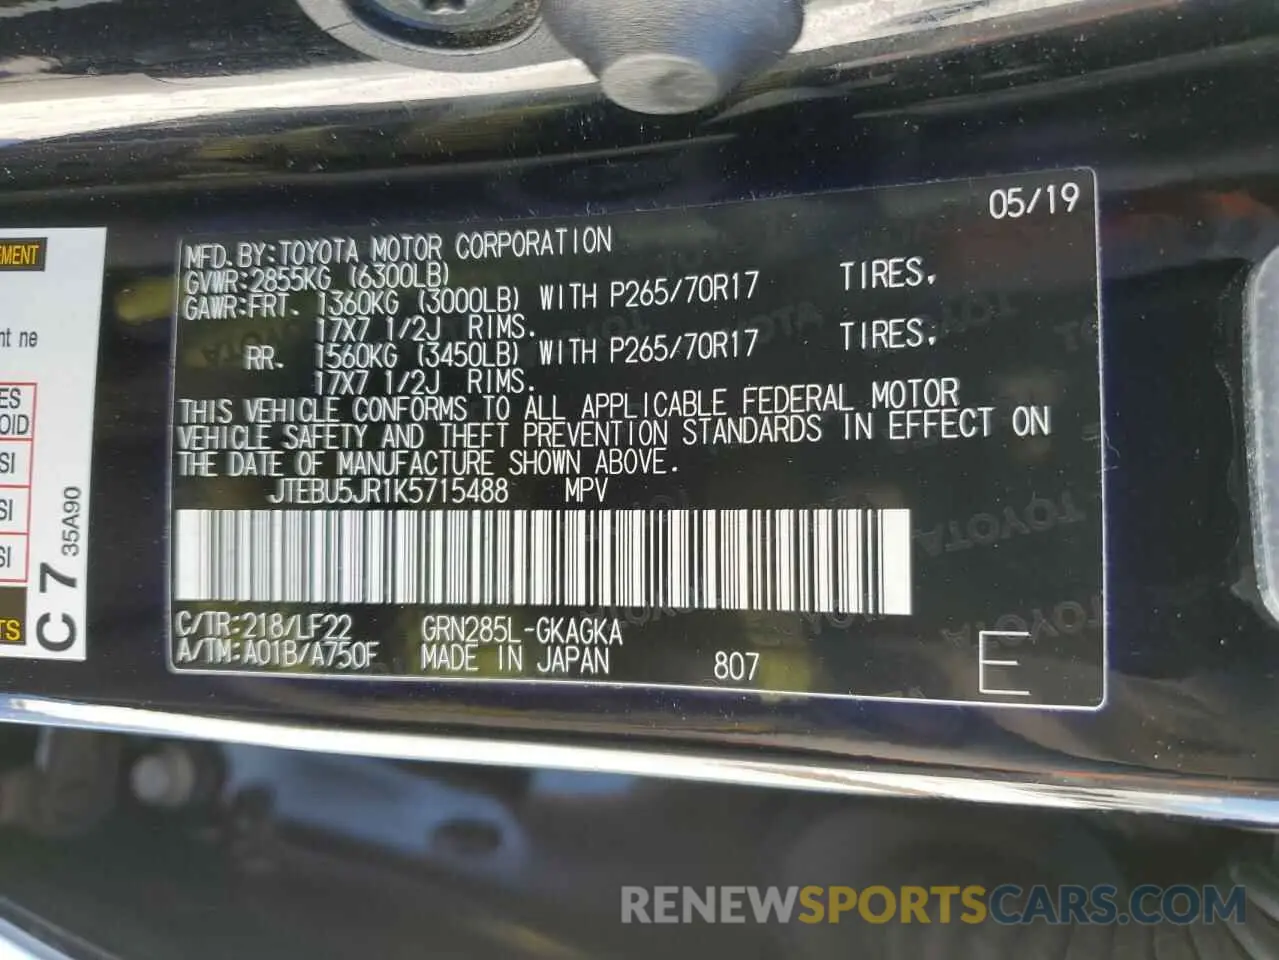 05/19
MFD. BY:TOYOTA MOTOR CORPORATION
GVWR:2855KG (6300LB)
GAWR:FRT. 1360KG (3000LB) WITH P265/70R17 TIRES,
17X7 1/2J RIMS.
RR. 1560KG (3450LB) WITH P265/70R17 TIRES,
17X7 1/2J RIMS.
THIS VEHICLE CONFORMS TO ALL APPLICABLE FEDERAL MOTOR
VEHICLE SAFETY AND THEFT PREVENTION STANDARDS IN EFFECT ON
THE DATE OF MANUFACTURE SHOWN ABOVE.
JTEBU5JR1K5715488 MPV
C/TR:218/LF22 GRN285L-GKAGKA
A/TM:A01B/A750F MADE IN JAPAN 807
E
C 7 35A90
RENEWSPORTSCARS.COM